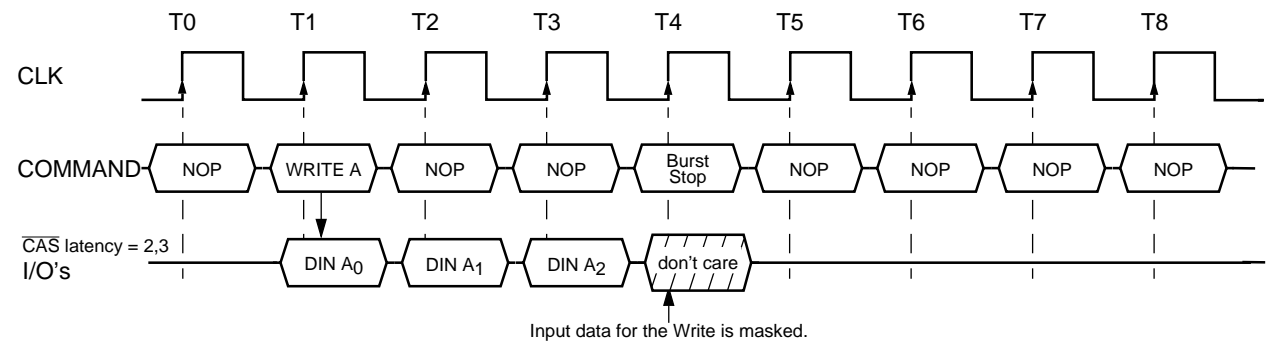 T0 T1 T2 T3 T4 T5 T6 T7 T8
CLK
COMMAND NOP WRITE A NOP NOP Burst Stop NOP NOP NOP NOP
CAS latency = 2,3
I/O's DIN A0 DIN A1 DIN A2 don't care
Input data for the Write is masked.